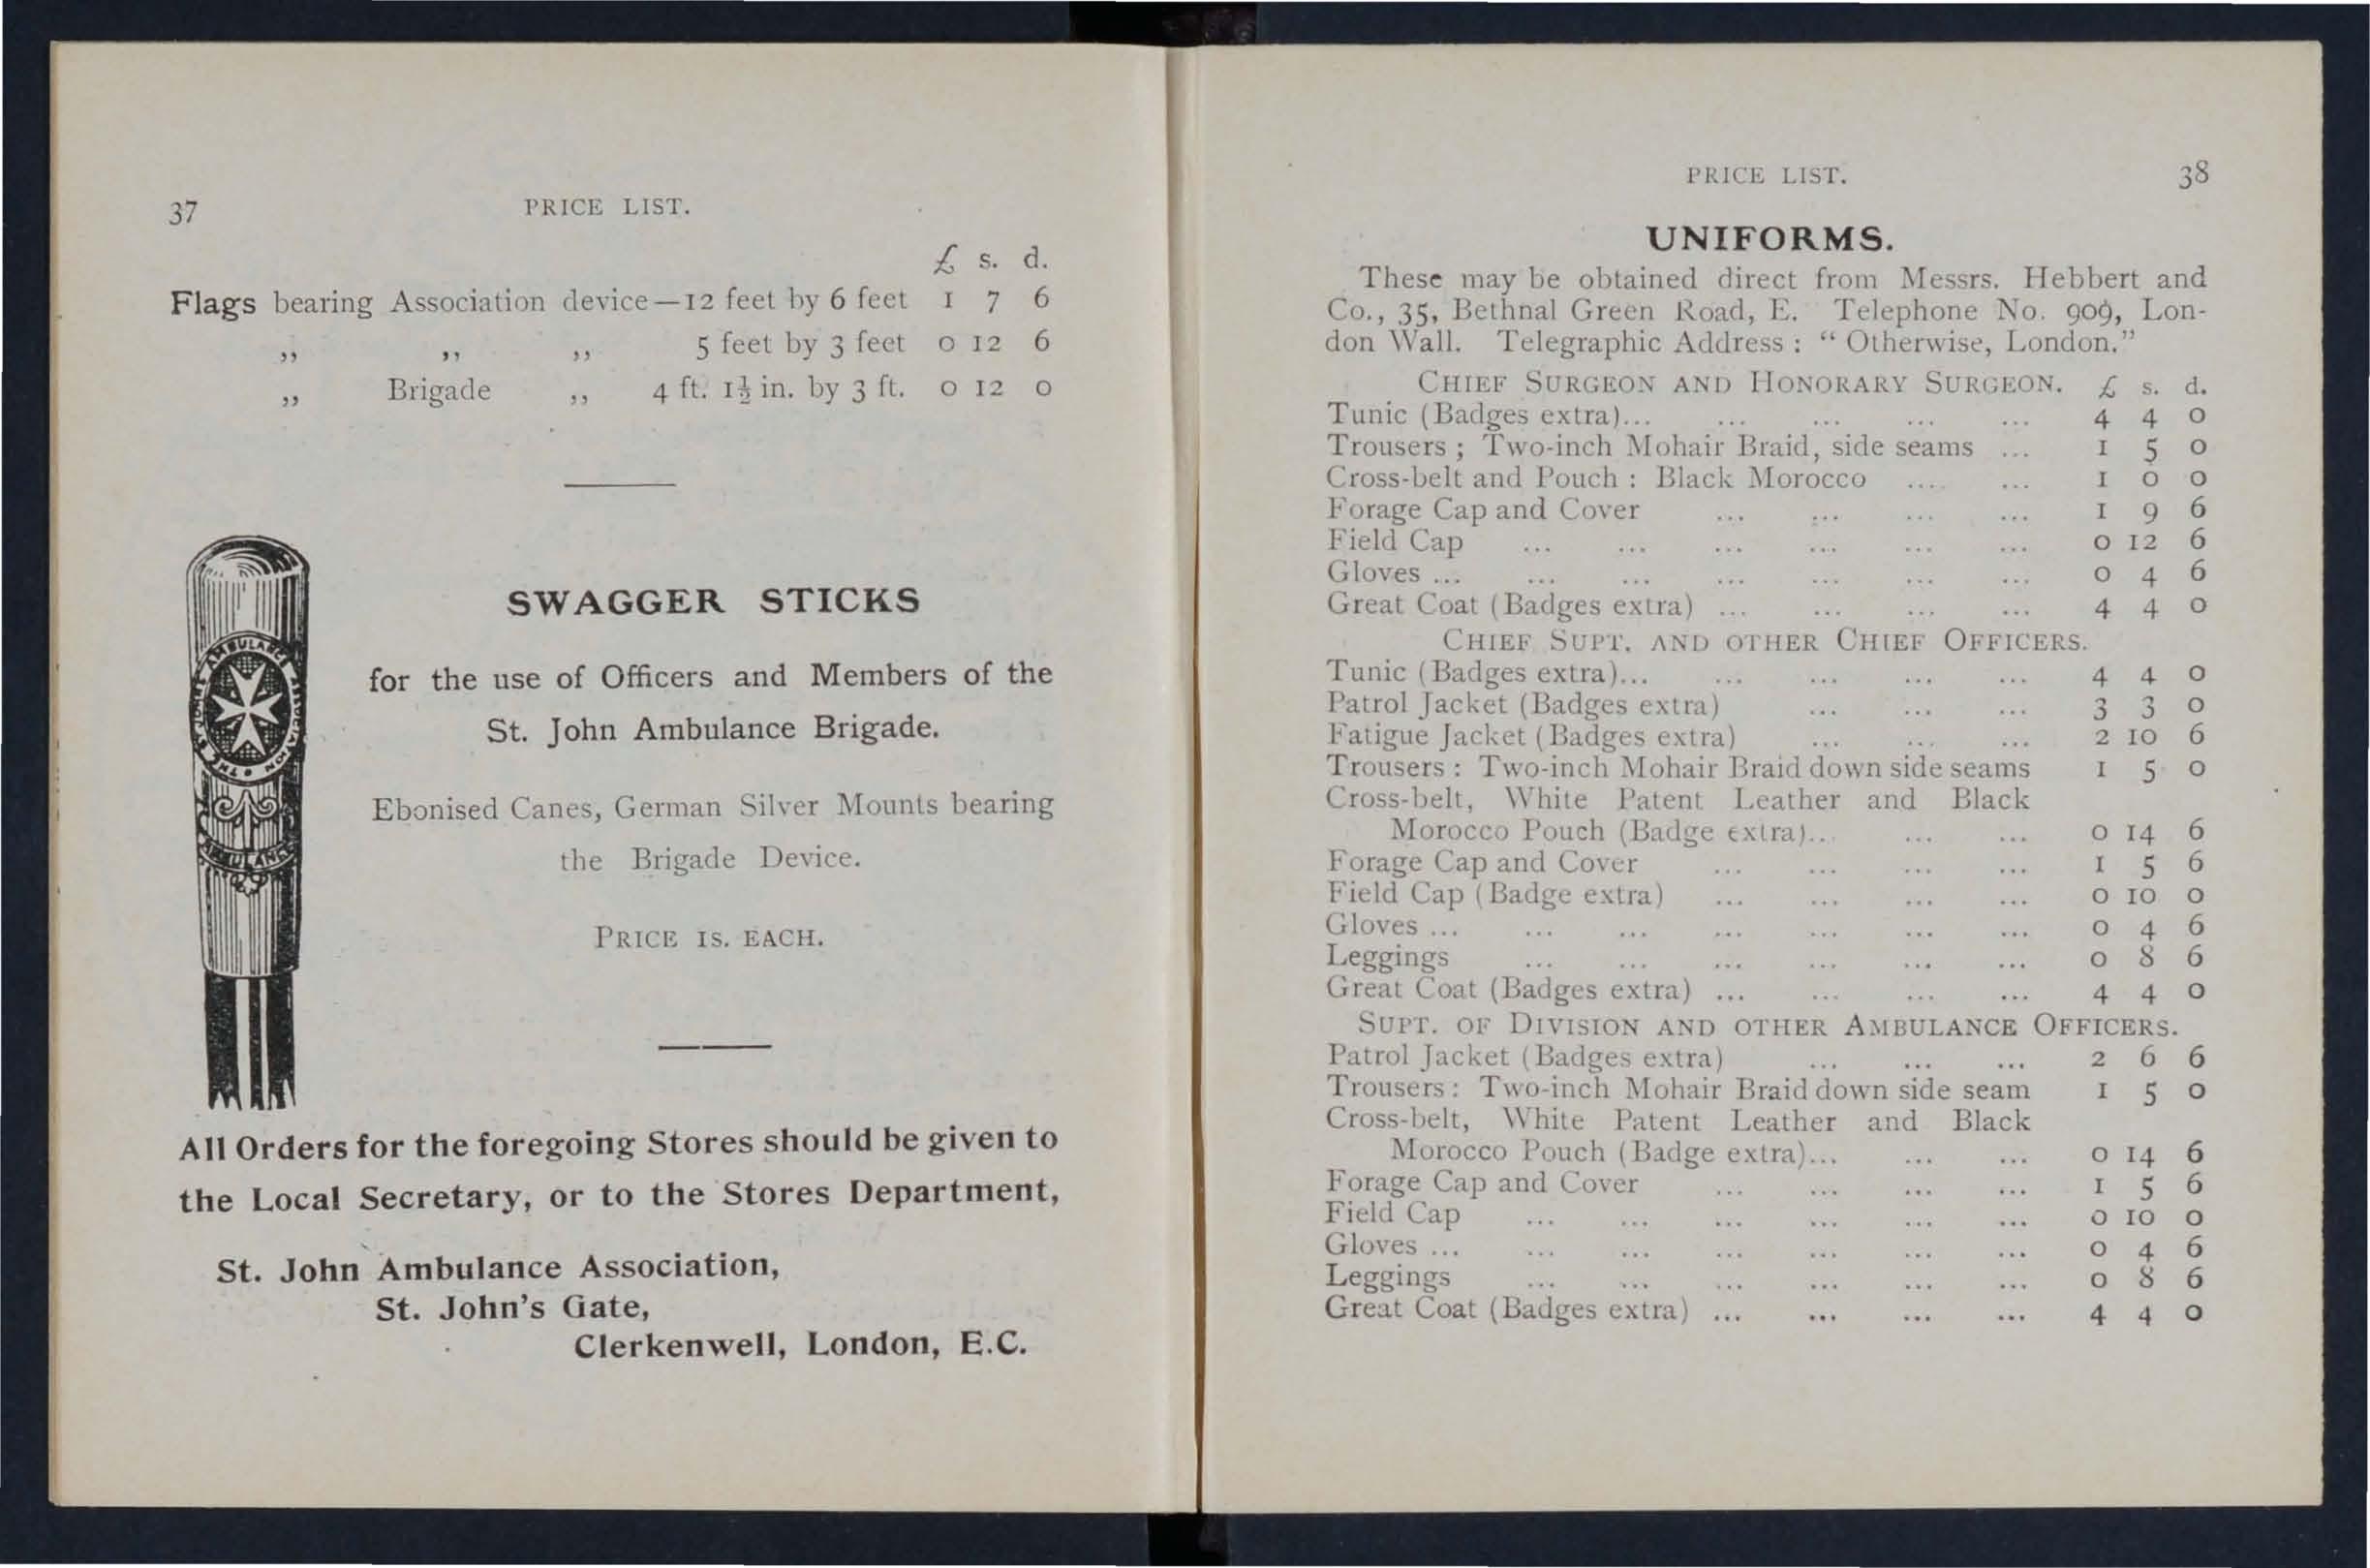 37 PRICE LIST.
£ s. d.
Flags bearing Association device—12 feet by 6 feet 1 7 6
,, ,, ,, 5 feet by 3 feet 0 12 6
,, Brigade ,, 4 ft. 1½ in. by 3 ft. 0 12 0
SWAGGER STICKS
for the use of Officers and Members of the
St. John Ambulance Brigade.
Ebonised Canes, German Silver Mounts bearing
the Brigade Device.
PRICE 1S. EACH.
THE ST JOHN AMBULANCE ASSOCIATION
AMBULANCE
All Orders for the foregoing Stores should be given to
the Local Secretary, or to the Stores Department,
St. John Ambulance Association,
St. John's Gate,
Clerkenwell, London, E.C.
PRICE LIST. 38
UNIFORMS.
These may be obtained direct from Messrs. Hebbert and
Co., 35, Bethnal Green Road, E. Telephone No. 909, Lon-
don Wall. Telegraphic Address : “ Otherwise, London.”
CHIEF SURGEON AND HONORARY SURGEON. £ s. d.
Tunic (Badges extra)... ... ... ... ... 4 4 0
Trousers ; Two-inch Mohair Braid, side seams ... 1 5 0
Cross-belt and Pouch : Black Morocco .... ... 1 0 0
Forage Cap and Cover ... ... ... ... 1 9 6
Field Cap ... ... ... ... ... ... 0 12 6
Gloves ... ... ... ... ... ... ... 0 4 6
Great Coat (Badges extra) ... ... ... ... 4 4 0
CHIEF SUPT. AND OTHER CHIEF OFFICERS.
Tunic (Badges extra)... ... ... ... ... 4 4 0
Patrol Jacket (Badges extra) ... ... ... 3 3 0
Fatigue Jacket (Badges extra) ... ... ... 2 10 6
Trousers : Two-inch Mohair Braid down side seams 1 5 0
Cross-belt, White Patent Leather and Black
Morocco Pouch (Badge extra)... ... ... 0 14 6
Forage Cap and Cover ... ... ... ... 1 5 6
Field Cap (Badge extra) ... ... ... ... 0 10 0
Gloves ... ... ... ... ... ... ... 0 4 6
Leggings ... ... ... ... ... ... 0 8 6
Great Coat (Badges extra) ... ... ... ... 4 4 0
SUPT. OF DIVISION AND OTHER AMBULANCE OFFICERS.
Patrol Jacket (Badges extra) ... ... ... 2 6 6
Trousers : Two-inch Mohair Braid down side seam 1 5 0
Cross-belt, White Patent Leather and Black
Morocco Pouch (Badge extra)... ... ... 0 14 6
Forage Cap and Cover ... ... ... ... 1 5 6
Field Cap ... ... ... ... ... ... 0 10 0
Gloves ... ... ... ... ... ... ... 0 4 6
Leggings ... ... ... ... ... ... 0 8 6
Great Coat (Badges extra) ... ... ... ... 4 4 0